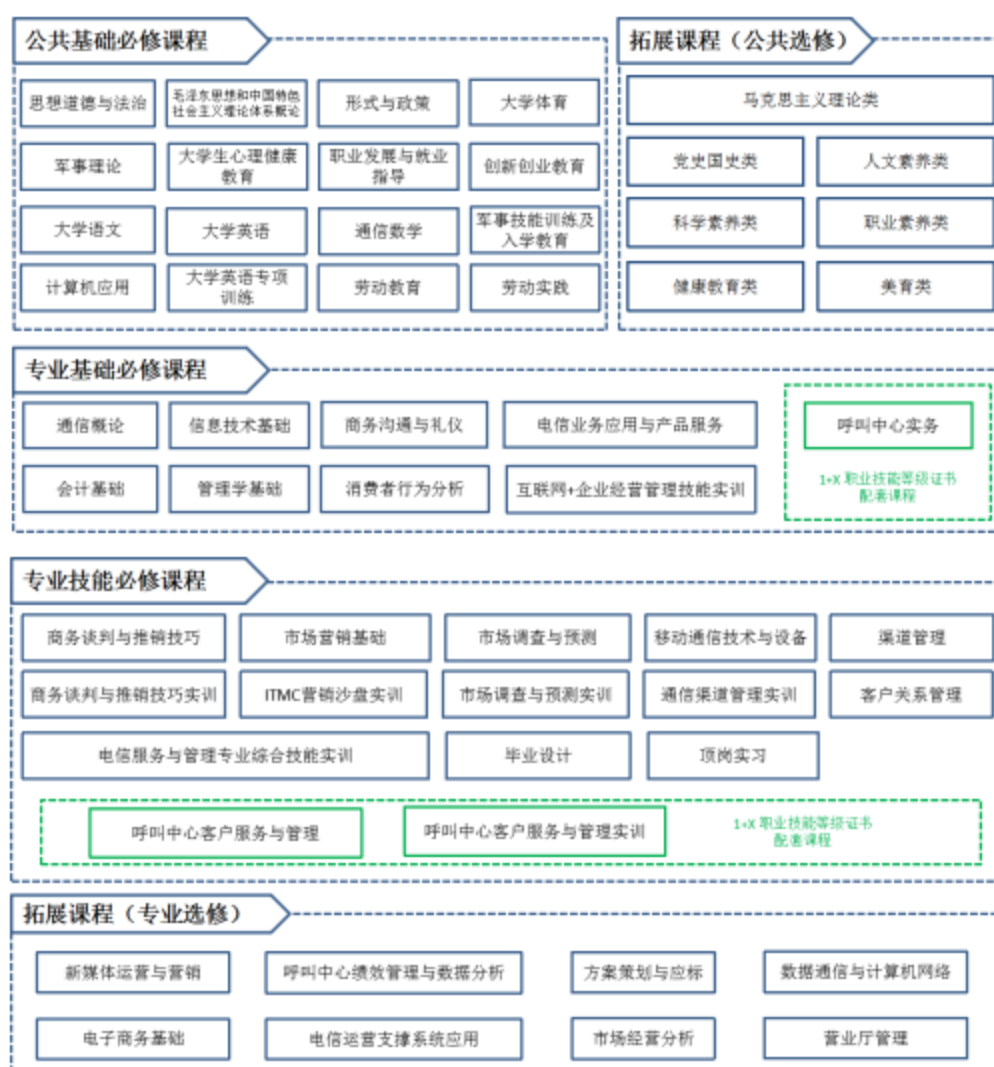 公共基础必修课程
拓展课程（公共选修）
思想道德与法治
毛泽东思想和中国特色
社会主义理论体系概论
形式与政策
大学体育
军事理论
大学生心理健康
教育
职业发展与就业
指导
创新创业教育
大学语文
大学英语
通信数学
军事技能训练及
入学教育
计算机应用
大学英语专项
训练
劳动教育
劳动实践
马克思主义理论类
党史国史类
人文素养类
科学素养类
职业素养类
健康教育类
美育类
专业基础必修课程
通信概论
信息技术基础
商务沟通与礼仪
电信业务应用与产品服务
呼叫中心实务
会计基础
管理学基础
消费者行为分析
互联网+企业经营管理技能实训
1+X 职业技能等级证书
配套课程
专业技能必修课程
商务谈判与推销技巧
市场营销基础
市场调查与预测
移动通信技术与设备
渠道管理
商务谈判与推销技巧实训
ITMC营销沙盘实训
市场调查与预测实训
通信渠道管理实训
客户关系管理
电信服务与管理专业综合技能实训
毕业设计
顶岗实习
呼叫中心客户服务与管理
呼叫中心客户服务与管理实训
1+X 职业技能等级证书
配套课程
拓展课程（专业选修）
新媒体运营与营销
呼叫中心绩效管理与数据分析
方案策划与应标
数据通信与计算机网络
电子商务基础
电信运营支撑系统应用
市场经营分析
营业厅管理